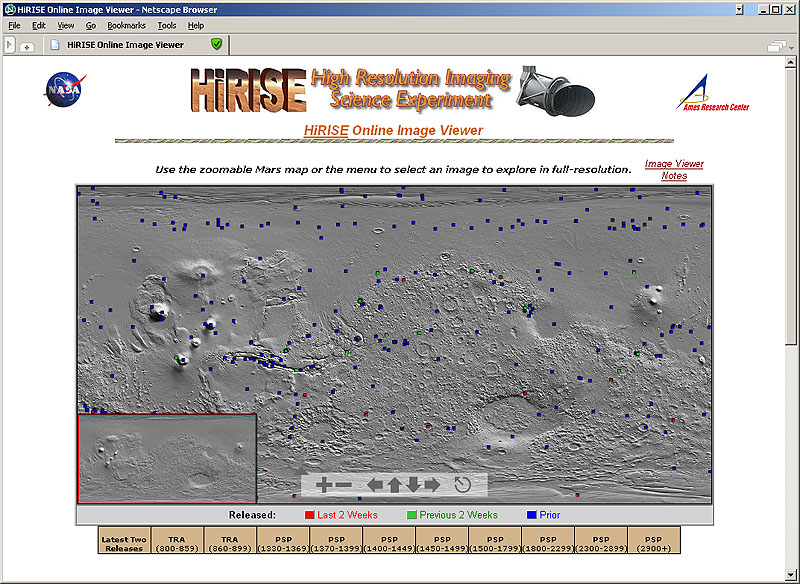 HiRISE Online Image Viewer - Netscape Browser
File Edit View Go Bookmarks Tools Help
HiRISE Online Image Viewer
NASA
HiRISE
High Resolution Imaging
Science Experiment
Ames Research Center
HiRISE Online Image Viewer
Use the zoomable Mars map or the menu to select an image to explore in full-resolution.
Image Viewer
Notes
Released: Last 2 Weeks Previous 2 Weeks Prior
Latest Two
Releases
TRA
(800-859)
TRA
(860-899)
PSP
(1330-1369)
PSP
(1370-1399)
PSP
(1400-1449)
PSP
(1450-1499)
PSP
(1500-1799)
PSP
(1800-2299)
PSP
(2300-2899)
PSP
(2900+)